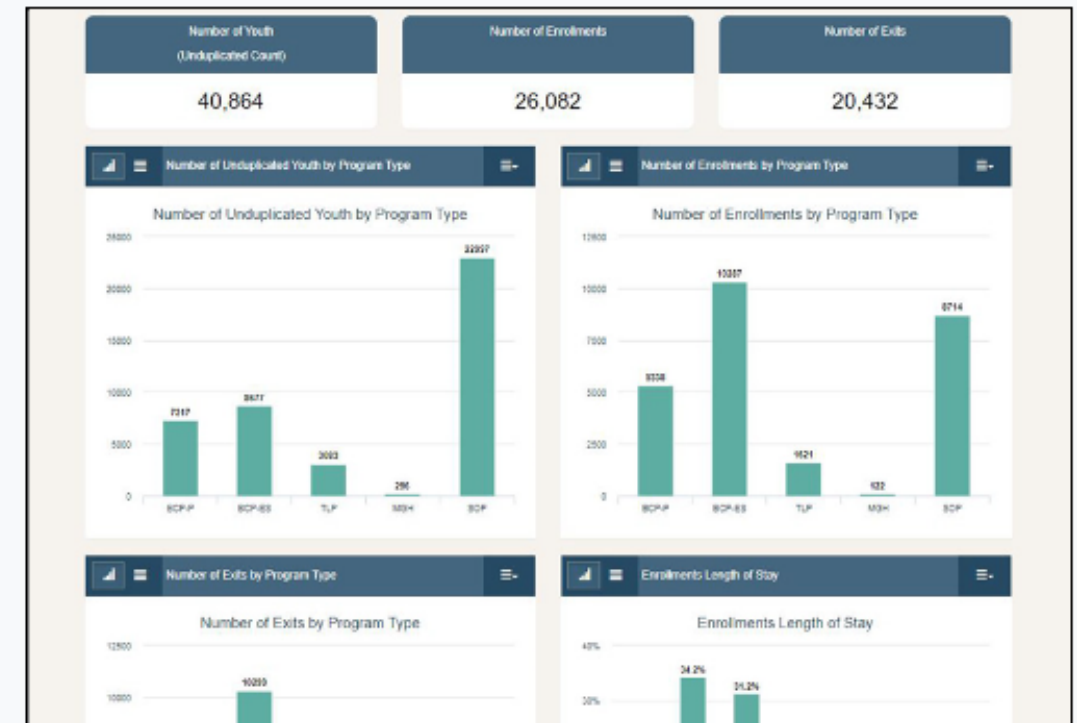 Number of Youth
(Unduplicated Count)
40,864
Number of Enrollments
26,082
Number of Exits
20,432
Number of Unduplicated Youth by Program Type
Number of Unduplicated Youth by Program Type
25000
20000
15000
10000
5000
0
7217
8677
3083
296
BCP-P
BCP-ES
TLP
MGH
SOP
Number of Enrollments by Program Type
Number of Enrollments by Program Type
12500
10000
7500
5000
2500
0
5338
10287
1621
122
8714
BCP-P
BCP-ES
TLP
MGH
SOP
Number of Exits by Program Type
Number of Exits by Program Type
12500
10000
Enrollments Length of Stay
Enrollments Length of Stay
40%
30%
34.2%
31.2%